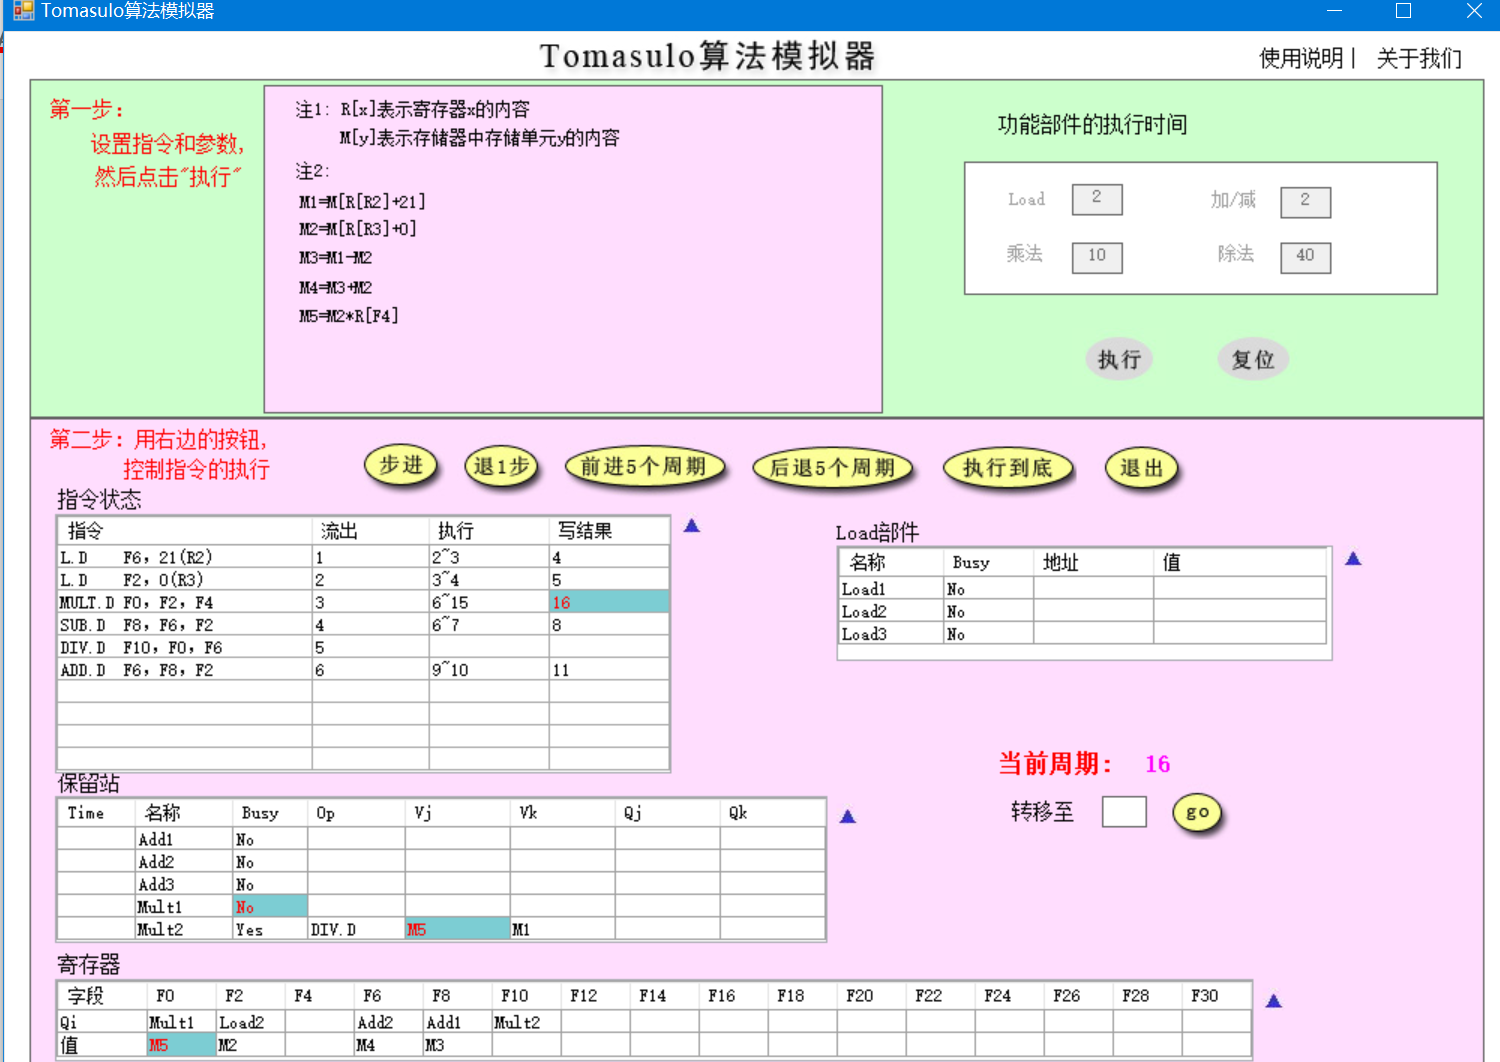 Tomasulo算法模拟器
Tomasulo算法模拟器
使用说明 | 关于我们
第一步：
设置指令和参数，
然后点击"执行"
注1： R[x]表示寄存器x的内容
M[y]表示存储器中存储单元y的内容
注2：
M1=M[R[R2]+21]
M2=M[R[R3]+0]
M3=M1-M2
M4=M3+M2
M5=M2*R[F4]
功能部件的执行时间
Load 2 加/减 2
乘法 10 除法 40
执行 复位
第二步：用右边的按钮，
控制指令的执行
步进 退1步 前进5个周期 后退5个周期 执行到底 退出
指令状态
指令 流出 执行 写结果
L.D F6，21(R2) 1 2~3 4
L.D F2，0(R3) 2 3~4 5
MULT.D F0，F2，F4 3 6~15 16
SUB.D F8，F6，F2 4 6~7 8
DIV.D F10，F0，F6 5
ADD.D F6，F8，F2 6 9~10 11
Load部件
名称 Busy 地址 值
Load1 No
Load2 No
Load3 No
当前周期： 16
转移至 go
保留站
Time 名称 Busy Op Vj Vk Qj Qk
Add1 No
Add2 No
Add3 No
Mult1 No
Mult2 Yes DIV.D M5 M1
寄存器
字段 F0 F2 F4 F6 F8 F10 F12 F14 F16 F18 F20 F22 F24 F26 F28 F30
Qi Mult1 Load2 Add2 Add1 Mult2
值 M5 M2 M4 M3